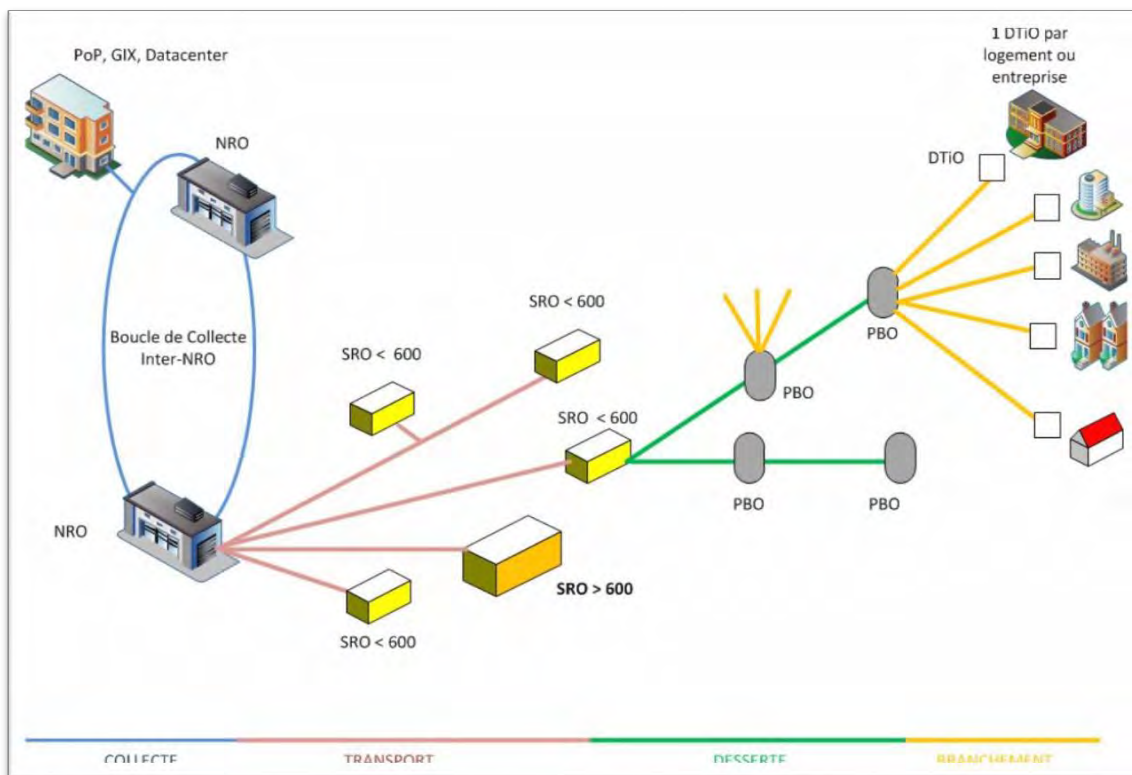 1 DTiO par
logement ou
entreprise
PoP, GIX, Datacenter
NRO
DTiO
SRO < 600
PBO
Boucle de Collecte
Inter-NRO
SRO < 600
PBO
SRO < 600
PBO
PBO
NRO
SRO > 600
SRO < 600
COLLECTE
TRANSPORT
DESSERTE
BRANCHEMENT